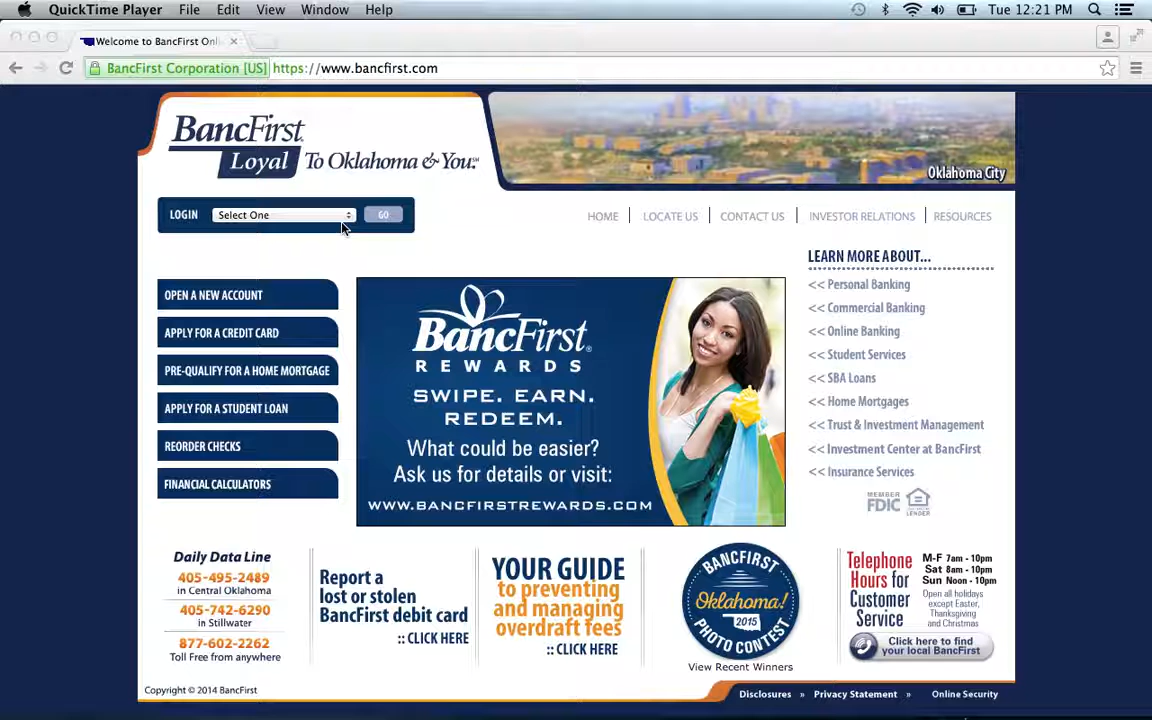 QuickTime Player File Edit View Window Help Tue 12:21 PM
Welcome to BancFirst Onli
BancFirst Corporation [US] https://www.bancfirst.com
BancFirst
Loyal To Oklahoma & You.
Oklahoma City
LOGIN Select One GO
HOME LOCATE US CONTACT US INVESTOR RELATIONS RESOURCES
OPEN A NEW ACCOUNT
APPLY FOR A CREDIT CARD
PRE-QUALIFY FOR A HOME MORTGAGE
APPLY FOR A STUDENT LOAN
REORDER CHECKS
FINANCIAL CALCULATORS
BancFirst®
REWARDS
SWIPE. EARN.
REDEEM.
What could be easier?
Ask us for details or visit:
WWW.BANCFIRSTREWARDS.COM
LEARN MORE ABOUT...
<< Personal Banking
<< Commercial Banking
<< Online Banking
<< Student Services
<< SBA Loans
<< Home Mortgages
<< Trust & Investment Management
<< Investment Center at BancFirst
<< Insurance Services
MEMBER
FDIC
LENDER
Daily Data Line
405-495-2489
in Central Oklahoma
405-742-6290
in Stillwater
877-602-2262
Toll Free from anywhere
Report a
lost or stolen
BancFirst debit card
:: CLICK HERE
YOUR GUIDE
to preventing
and managing
overdraft fees
:: CLICK HERE
BANCFIRST
Oklahoma!
2015
PHOTO CONTEST
View Recent Winners
Telephone
Hours for
Customer
Service
M-F 7am - 10pm
Sat 8am - 10pm
Sun Noon - 10pm
Open all holidays
except Easter,
Thanksgiving
and Christmas
Click here to find
your local BancFirst
Copyright © 2014 BancFirst
Disclosures » Privacy Statement » Online Security